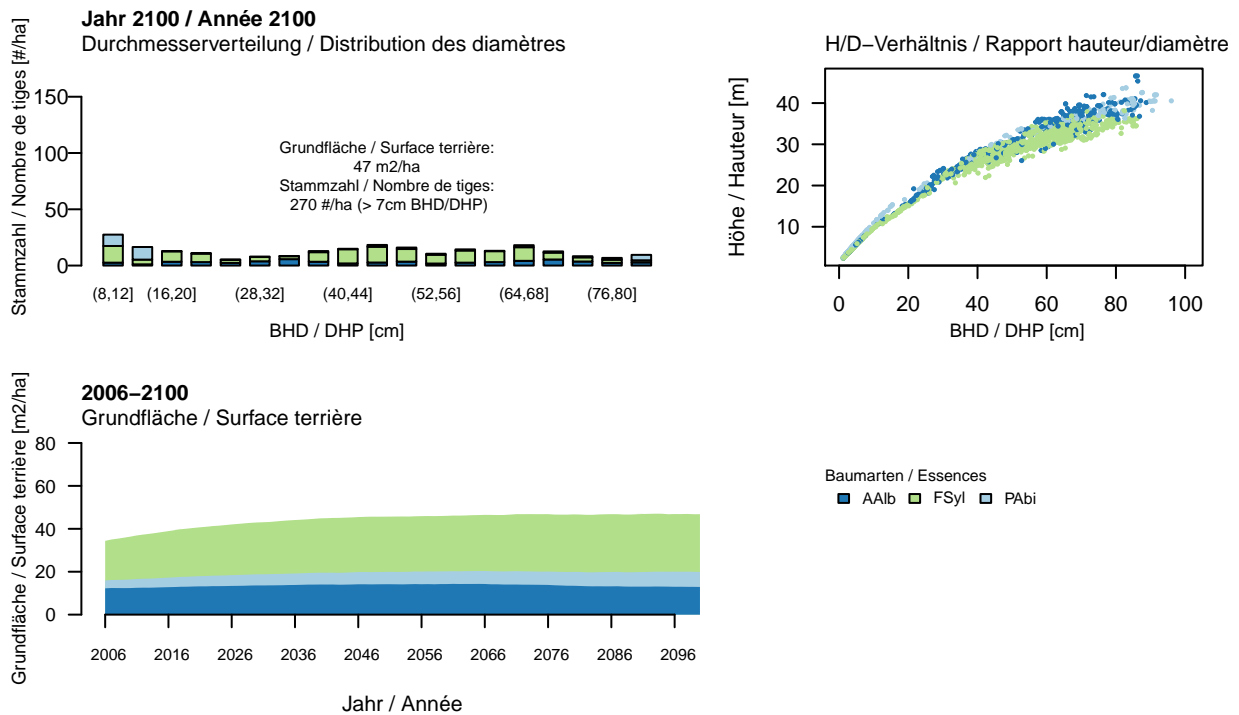 Jahr 2100 / Année 2100
Durchmesserverteilung / Distribution des diamètres
Stammzahl / Nombre de tiges [#/ha]
150
100
50
0
Grundfläche / Surface terrière:
47 m2/ha
Stammzahl / Nombre de tiges:
270 #/ha (> 7cm BHD/DHP)
(8,12] (16,20] (28,32] (40,44] (52,56] (64,68] (76,80]
BHD / DHP [cm]
H/D−Verhältnis / Rapport hauteur/diamètre
Höhe / Hauteur [m]
40
30
20
10
0 20 40 60 80 100
BHD / DHP [cm]
2006−2100
Grundfläche / Surface terrière
Grundfläche / Surface terrière [m2/ha]
80
60
40
20
0
2006 2016 2026 2036 2046 2056 2066 2076 2086 2096
Jahr / Année
Baumarten / Essences
AAlb FSyl PAbi